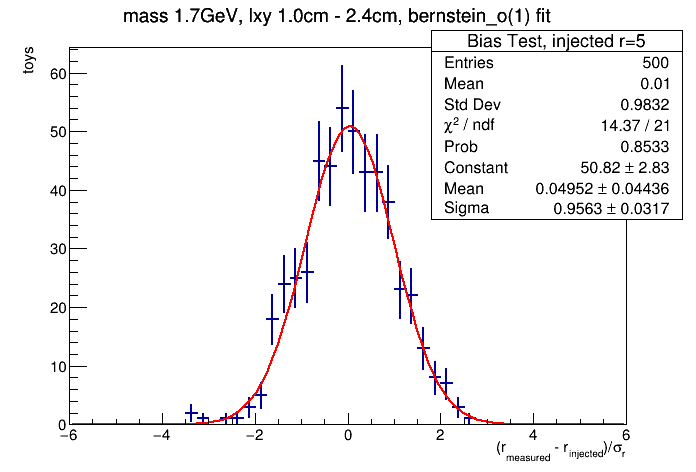 mass 1.7GeV, lxy 1.0cm - 2.4cm, bernstein_o(1) fit
toys
Bias Test, injected r=5
Entries 500
Mean 0.01
Std Dev 0.9832
χ² / ndf 14.37 / 21
Prob 0.8533
Constant 50.82 ± 2.83
Mean 0.04952 ± 0.04436
Sigma 0.9563 ± 0.0317
60
50
40
30
20
10
0
−6 −4 −2 0 2 4 6
(r_measured - r_injected)/σ_r